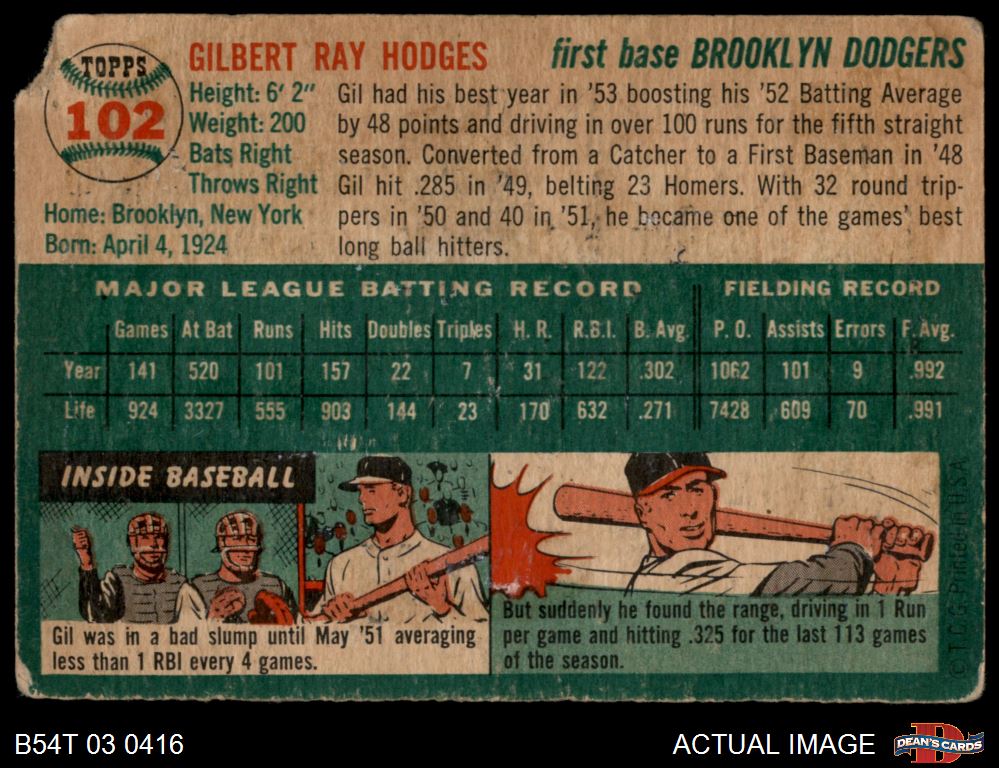 TOPPS
102
GILBERT RAY HODGES
first base BROOKLYN DODGERS
Height: 6' 2"
Weight: 200
Bats Right
Throws Right
Home: Brooklyn, New York
Born: April 4, 1924
Gil had his best year in '53 boosting his '52 Batting Average
by 48 points and driving in over 100 runs for the fifth straight
season. Converted from a Catcher to a First Baseman in '48
Gil hit .285 in '49, belting 23 Homers. With 32 round trip-
pers in '50 and 40 in '51, he became one of the games' best
long ball hitters.
MAJOR LEAGUE BATTING RECORD FIELDING RECORD
Games At Bat Runs Hits Doubles Triples H. R. R.B.I. B. Avg. P. O. Assists Errors F. Avg.
Year 141 520 101 157 22 7 31 122 .302 1062 101 9 .992
Life 924 3327 555 903 144 23 170 632 .271 7428 609 70 .991
INSIDE BASEBALL
Gil was in a bad slump until May '51 averaging
less than 1 RBI every 4 games.
But suddenly he found the range, driving in 1 Run
per game and hitting .325 for the last 113 games
of the season.
© T.C.G. Printed in U.S.A.
B54T 03 0416
ACTUAL IMAGE
D
DEAN'S CARDS